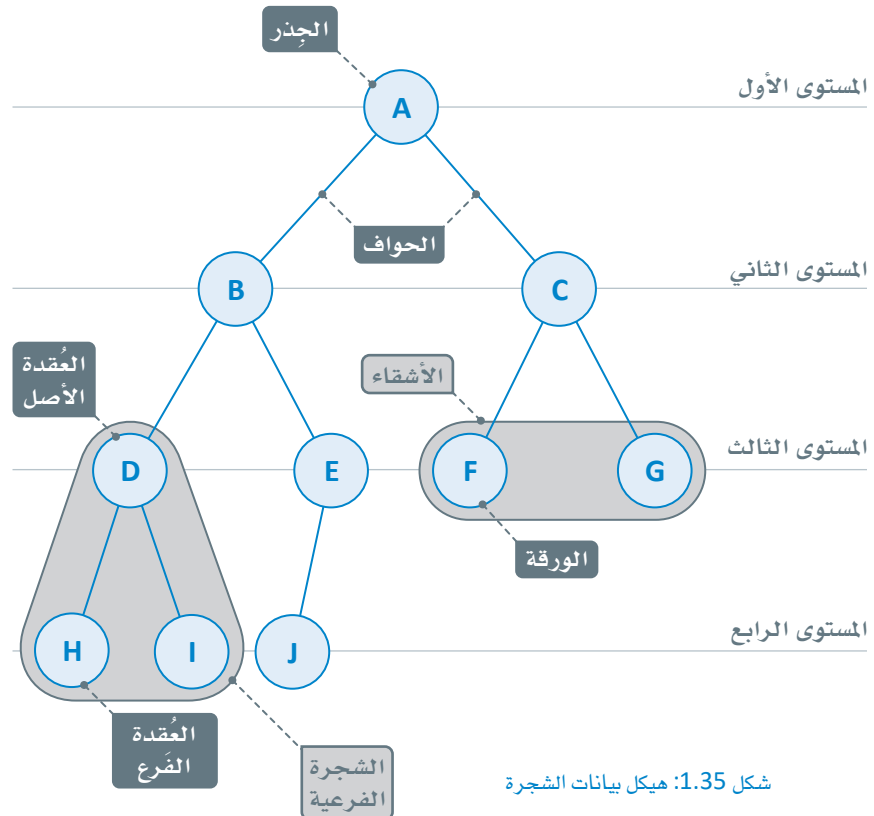 الجِذر
المستوى الأول
A
الحواف
المستوى الثاني
B
C
العُقدة
الأصل
الأشقاء
المستوى الثالث
D
E
F
G
الورقة
المستوى الرابع
H
I
J
العُقدة
الفَرع
الشجرة
الفرعية
شكل 1.35: هيكل بيانات الشجرة